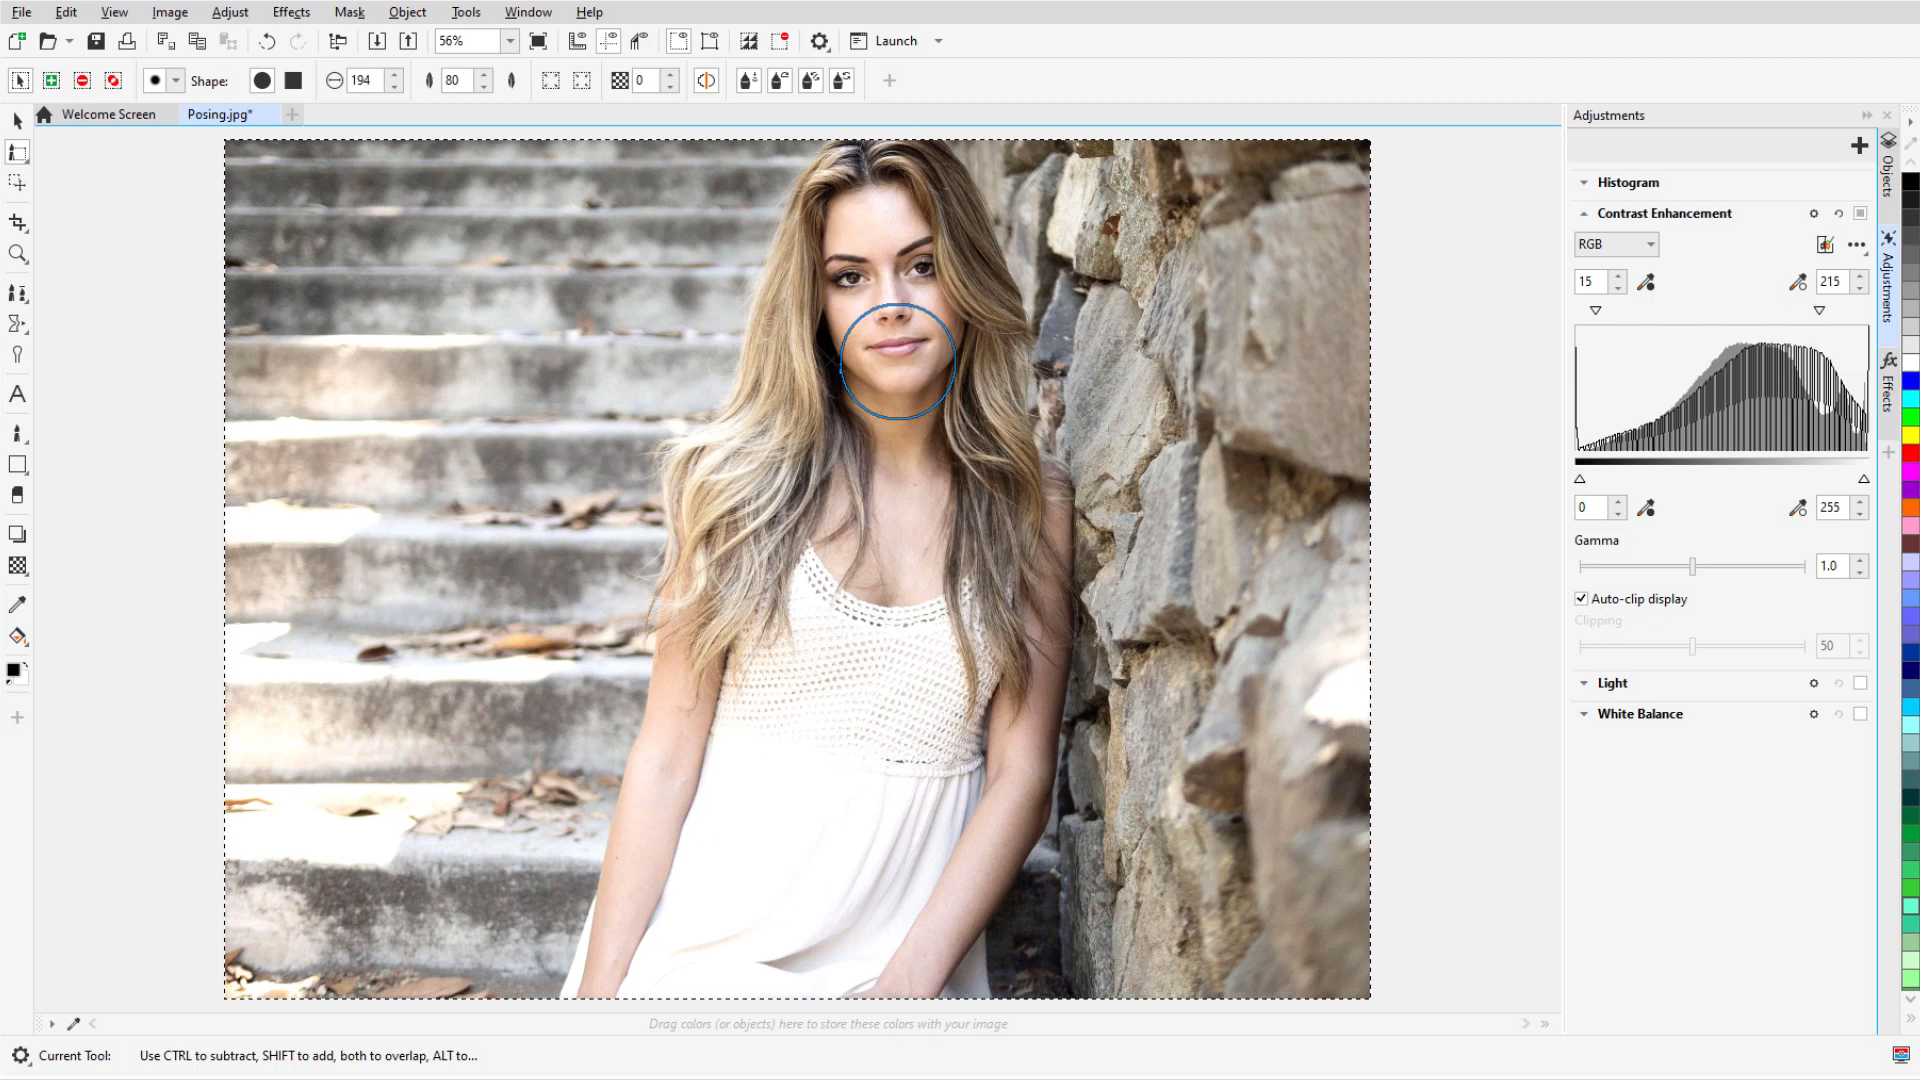 File Edit View Image Adjust Effects Mask Object Tools Window Help
56% Launch
Shape: 194 80 0
Welcome Screen Posing.jpg*
Adjustments
Histogram
Contrast Enhancement
RGB
15 215
0 255
Gamma
1.0
Auto-clip display
Clipping
50
Light
White Balance
Objects
Adjustments
Effects
Drag colors (or objects) here to store these colors with your image
Current Tool: Use CTRL to subtract, SHIFT to add, both to overlap, ALT to...